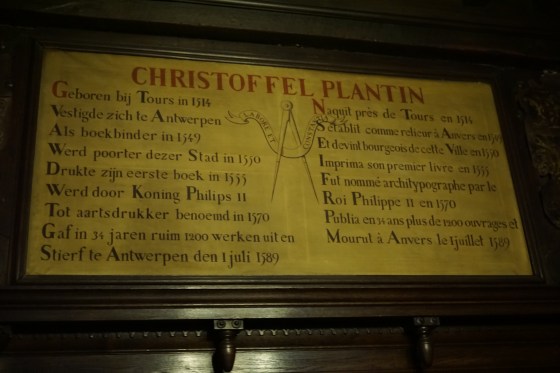 CHRISTOFFEL PLANTIN
Geboren bij Tours in 1514
Vestigde zich te Antwerpen
Als boekbinder in 1549
Werd poorter dezer Stad in 1550
Drukte zijn eerste boek in 1555
Werd door Koning Philips II
Tot aartsdrukker benoemd in 1570
Gaf in 34 jaren ruim 1200 werken uit en
Stierf te Antwerpen den 1 juli 1589
Naquit près de Tours en 1514
S'établit comme relieur à Anvers en 1549
Et devint bourgeois de cette Ville en 1550
Imprima son premier livre en 1555
Fut nommé architypographe par le
Roi Philippe II en 1570
Publia en 34 ans plus de 1200 ouvrages et
Mourut à Anvers le 1 juillet 1589